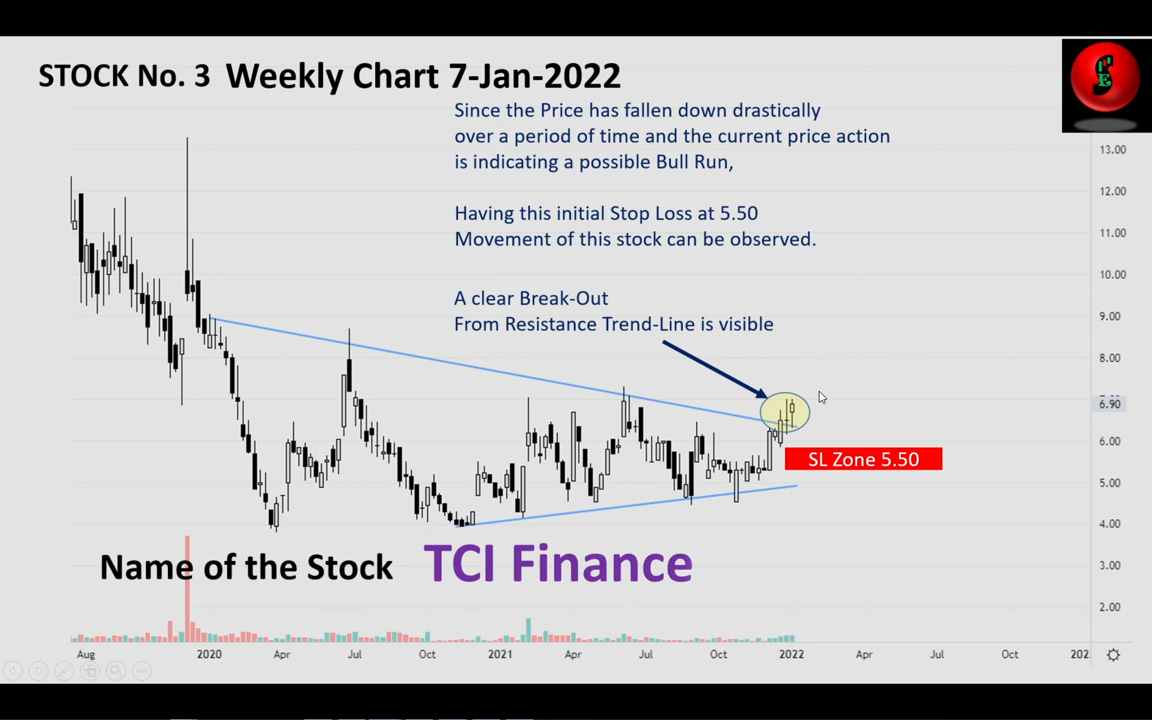 STOCK No. 3 Weekly Chart 7-Jan-2022
Since the Price has fallen down drastically
over a period of time and the current price action
is indicating a possible Bull Run,
Having this initial Stop Loss at 5.50
Movement of this stock can be observed.
A clear Break-Out
From Resistance Trend-Line is visible
13.00
12.00
11.00
10.00
9.00
8.00
6.90
6.00
SL Zone 5.50
5.00
4.00
Name of the Stock TCI Finance
3.00
2.00
Aug 2020 Apr Jul Oct 2021 Apr Jul Oct 2022 Apr Jul Oct 202